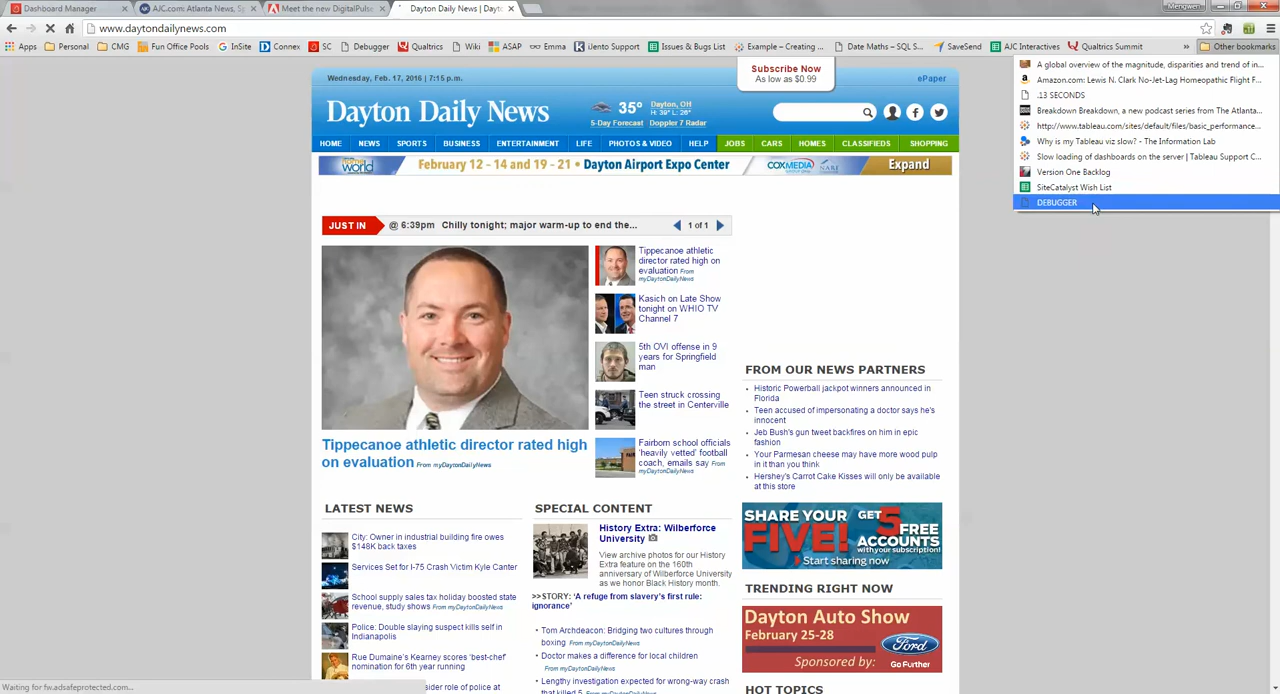 Dashboard Manager
AJC.com: Atlanta News, S
Meet the new DigitalPulse
Dayton Daily News | Dayto
Mengwen
www.daytondailynews.com
Apps
Personal
CMG
Fun Office Pools
InSite
Connex
SC
Debugger
Qualtrics
Wiki
ASAP
Emma
iJento Support
Issues & Bugs List
Example – Creating ...
Date Maths – SQL S...
SaveSend
AJC Interactives
Qualtrics Summit
»
Other bookmarks
A global overview of the magnitude, disparities and trend of in...
Amazon.com: Lewis N. Clark No-Jet-Lag Homeopathic Flight F...
.13 SECONDS
Breakdown Breakdown, a new podcast series from The Atlanta...
http://www.tableau.com/sites/default/files/basic_performance...
Why is my Tableau viz slow? - The Information Lab
Slow loading of dashboards on the server | Tableau Support C...
Version One Backlog
SiteCatalyst Wish List
DEBUGGER
Subscribe Now
As low as $0.99
Wednesday, Feb. 17, 2016 | 7:15 p.m.
ePaper
Dayton Daily News
35°
Dayton, OH
H: 39° L: 26°
5-Day Forecast
Doppler 7 Radar
HOME
NEWS
SPORTS
BUSINESS
ENTERTAINMENT
LIFE
PHOTOS & VIDEO
HELP
JOBS
CARS
HOMES
CLASSIFIEDS
SHOPPING
World
February 12 - 14 and 19 - 21 • Dayton Airport Expo Center
COXMEDIA
Expand
JUST IN
@ 6:39pm Chilly tonight; major warm-up to end the...
1 of 1
Tippecanoe athletic
director rated high on
evaluation From
myDaytonDailyNews
Kasich on Late Show
tonight on WHIO TV
Channel 7
5th OVI offense in 9
years for Springfield
man
Teen struck crossing
the street in Centerville
Fairborn school officials
'heavily vetted' football
coach, emails say From
myDaytonDailyNews
Tippecanoe athletic director rated high
on evaluation From myDaytonDailyNews
FROM OUR NEWS PARTNERS
Historic Powerball jackpot winners announced in
Florida
Teen accused of impersonating a doctor says he's
innocent
Jeb Bush's gun tweet backfires on him in epic
fashion
Your Parmesan cheese may have more wood pulp
in it than you think
Hershey's Carrot Cake Kisses will only be available
at this store
LATEST NEWS
City: Owner in industrial building fire owes
$148K back taxes
Services Set for I-75 Crash Victim Kyle Canter
School supply sales tax holiday boosted state
revenue, study shows From myDaytonDailyNews
Police: Double slaying suspect kills self in
Indianapolis
Rue Dumaine's Kearney scores 'best-chef'
nomination for 6th year running
sider role of police at
SPECIAL CONTENT
History Extra: Wilberforce
University
View archive photos for our History
Extra feature on the 160th
anniversary of Wilberforce University
as we honor Black History month.
>> STORY: 'A refuge from slavery's first rule:
ignorance'
Tom Archdeacon: Bridging two cultures through
boxing From myDaytonDailyNews
Doctor makes a difference for local children
From myDaytonDailyNews
Lengthy investigation expected for wrong-way
crash that killed 5
SHARE YOUR
FIVE!
GET
5 FREE
ACCOUNTS
with your subscription!
Start sharing now
TRENDING RIGHT NOW
Dayton Auto Show
February 25-28
Sponsored by:
Ford
Go Further
HOT TOPICS
Waiting for fw.adsafeprotected.com...